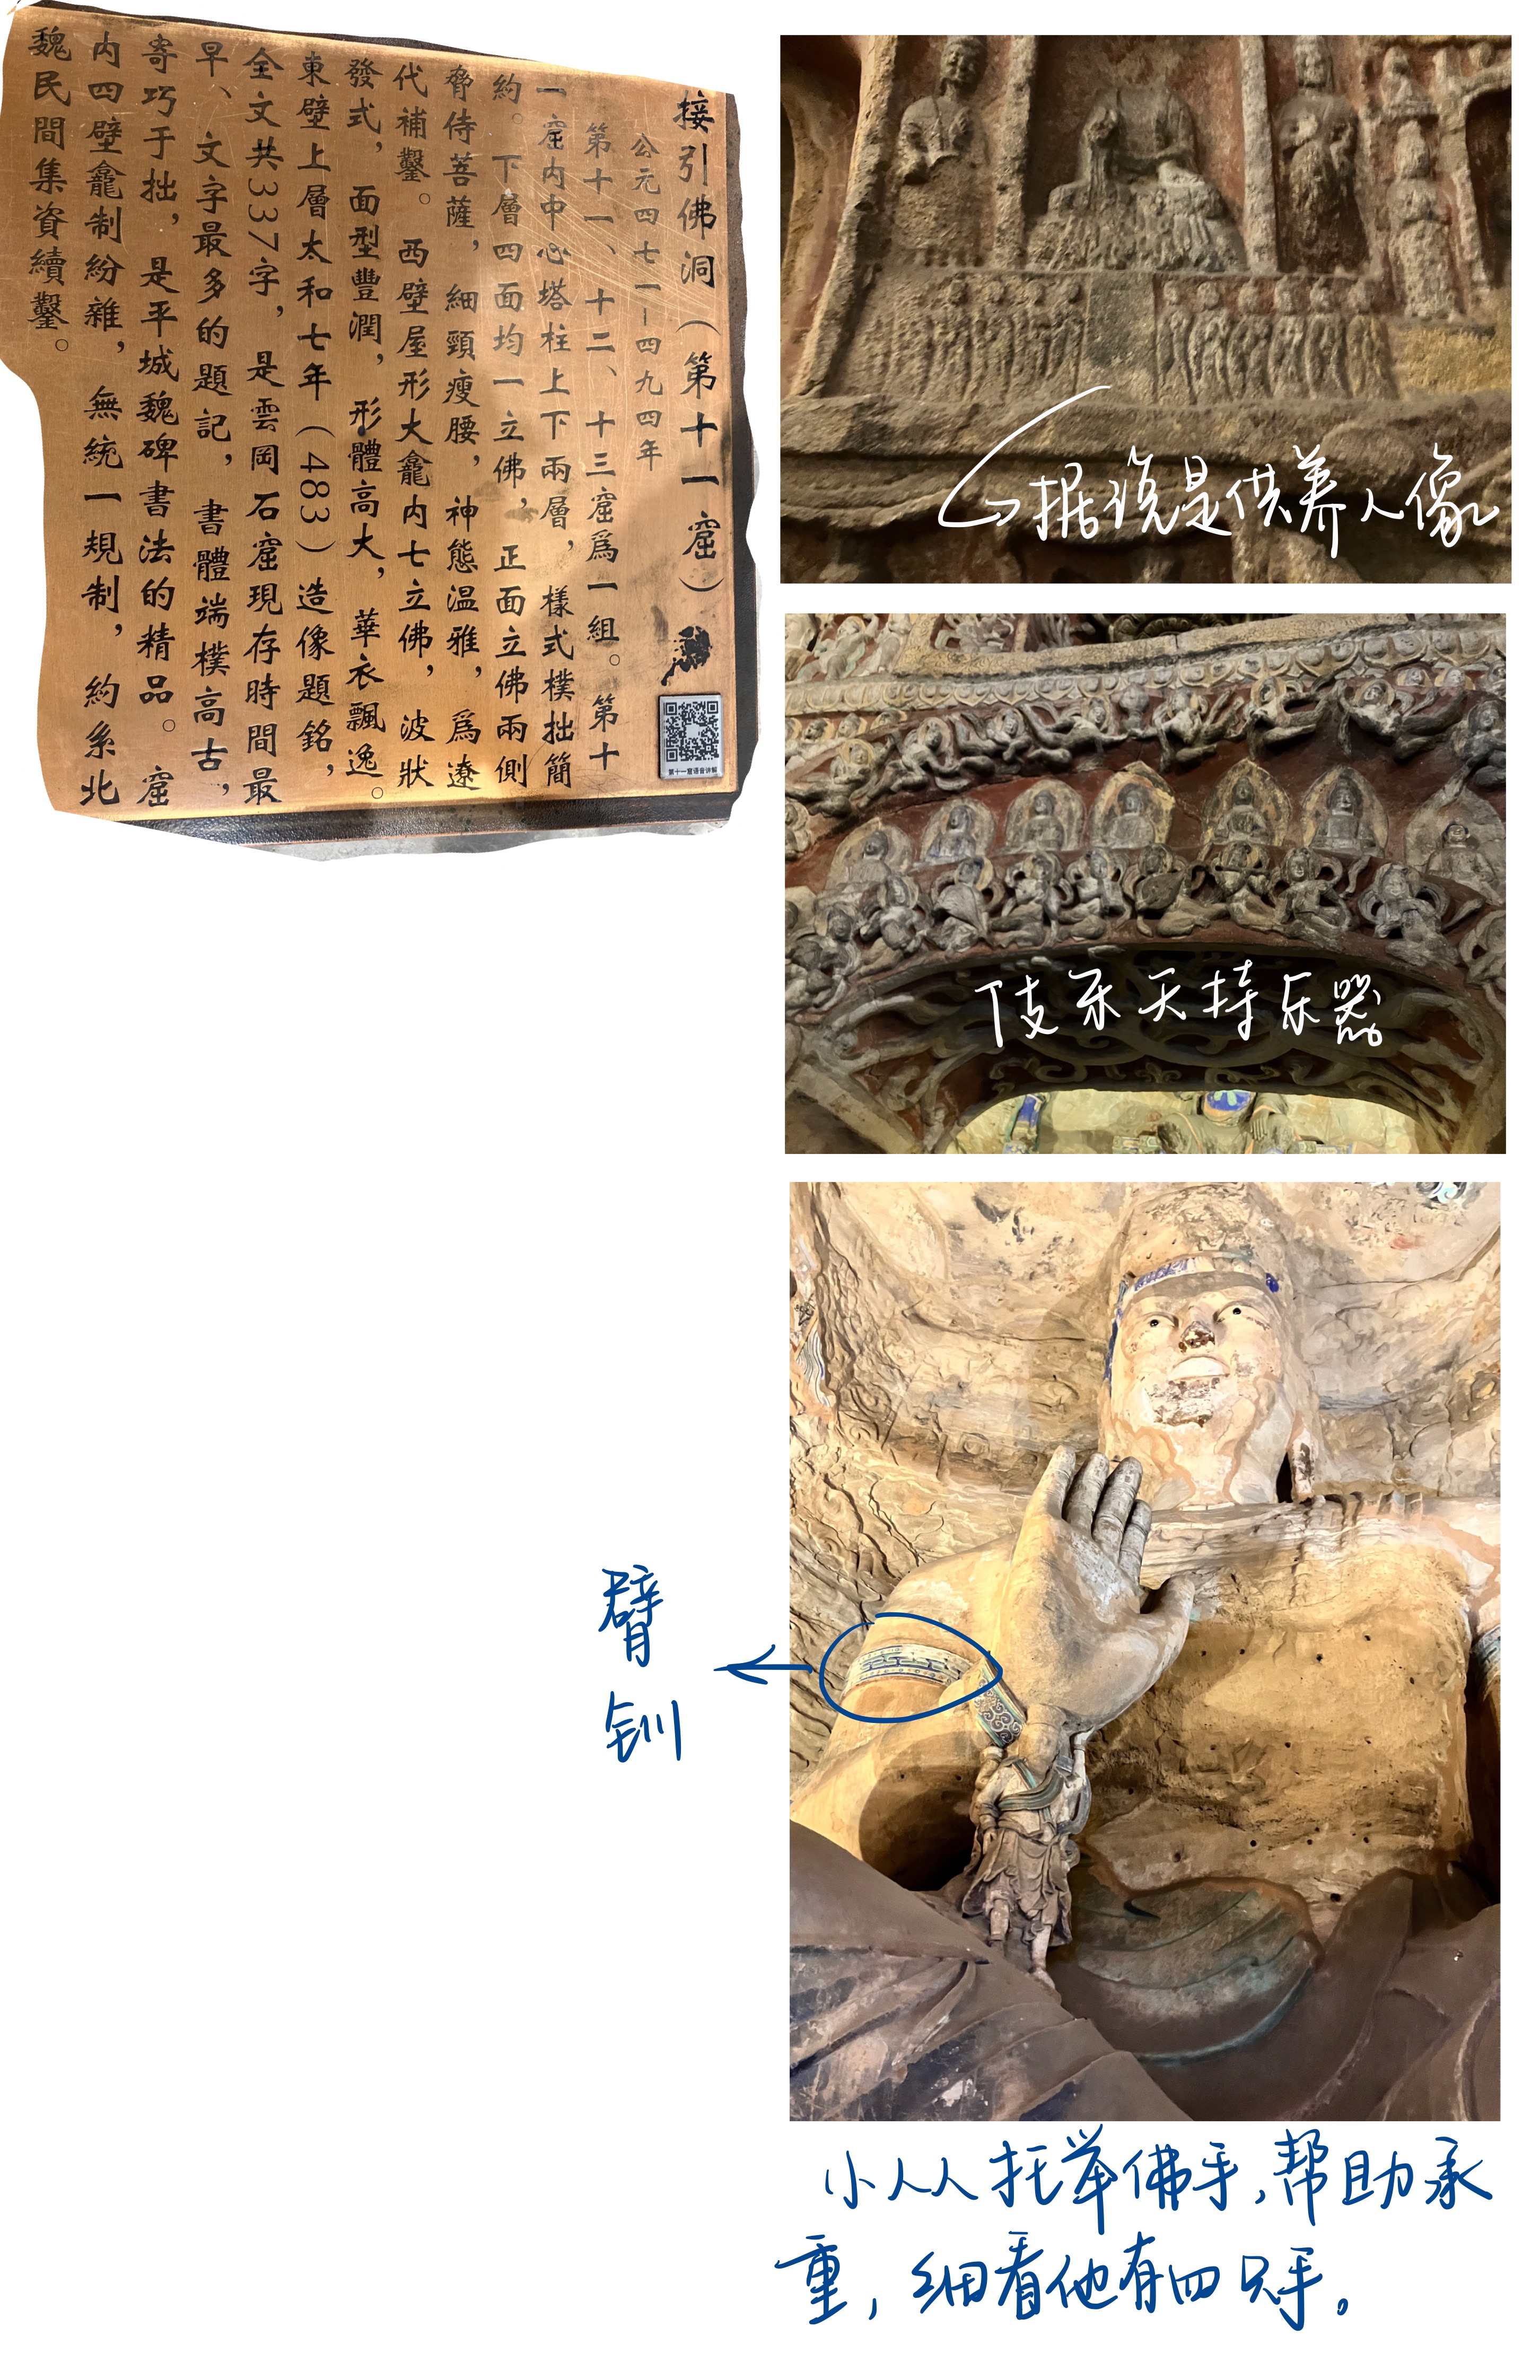 接引佛洞（第十一窟）
公元四七一—四九四年
第十一、十二、十三窟爲一組。第十
一窟内中心塔柱上下兩層，樣式樸拙簡
約。下層四面均一立佛，正面立佛兩側
脅侍菩薩，細頸瘦腰，神態温雅，爲遼
代補鑿。西壁屋形大龕内七立佛，波狀
發式，面型豐潤，形體高大，華衣飄逸。
東壁上層太和七年（483）造像題銘，
全文共337字，是雲岡石窟現存時間最
早、文字最多的題記，書體端樸高古，
寄巧于拙，是平城魏碑書法的精品。窟
内四壁龕制紛雜，無統一規制，約系北
魏民間集資續鑿。
第十一窟语音讲解
据说是供养人像
伎乐天持乐器
臂
钏
小人人托举佛手，帮助承
重，细看他有四只手。